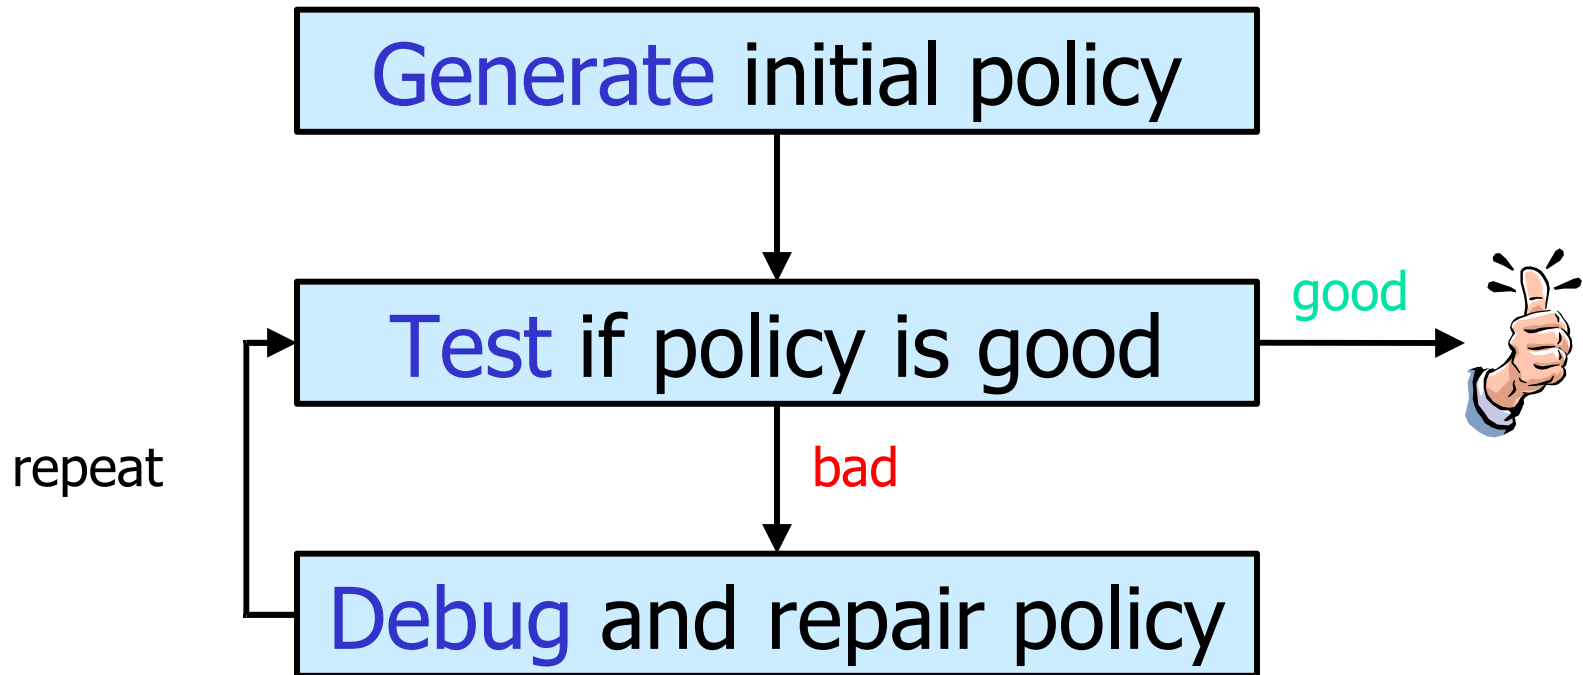 Generate initial policy
good
Test if policy is good
repeat
bad
Debug and repair policy